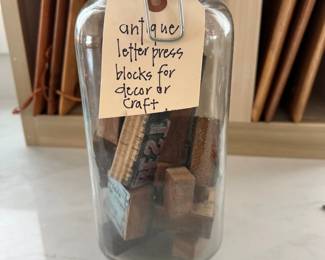 antique
letterpress
blocks for
decor or
craft